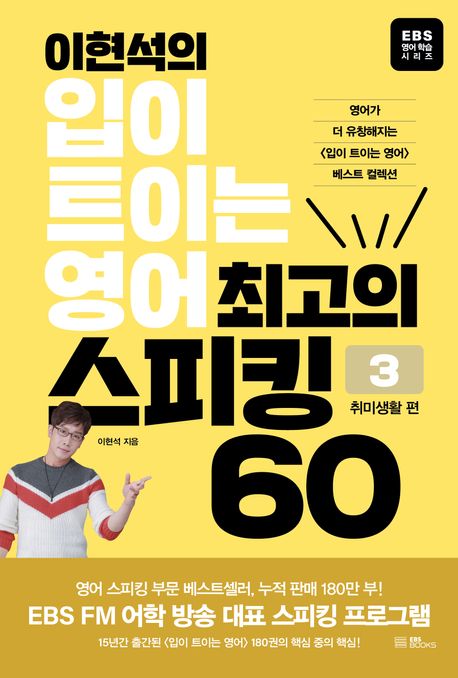 이현석의
입이
트이는
영어 최고의
스피킹
60
EBS
영어 학습
시리즈
영어가
더 유창해지는
〈입이 트이는 영어〉
베스트 컬렉션
3
취미생활 편
이현석 지음
영어 스피킹 부문 베스트셀러, 누적 판매 180만 부!
EBS FM 어학 방송 대표 스피킹 프로그램
15년간 출간된 〈입이 트이는 영어〉 180권의 핵심 중의 핵심!
EBS
BOOKS